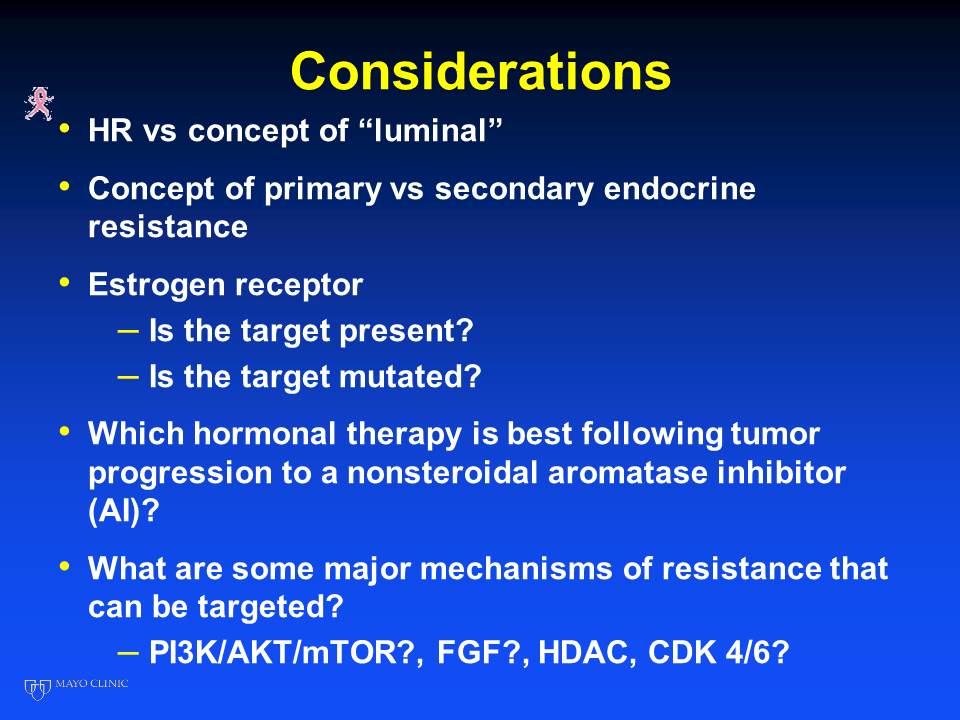 Considerations
• HR vs concept of “luminal”
• Concept of primary vs secondary endocrine
resistance
• Estrogen receptor
– Is the target present?
– Is the target mutated?
• Which hormonal therapy is best following tumor
progression to a nonsteroidal aromatase inhibitor
(AI)?
• What are some major mechanisms of resistance that
can be targeted?
– PI3K/AKT/mTOR?, FGF?, HDAC, CDK 4/6?
MAYO CLINIC